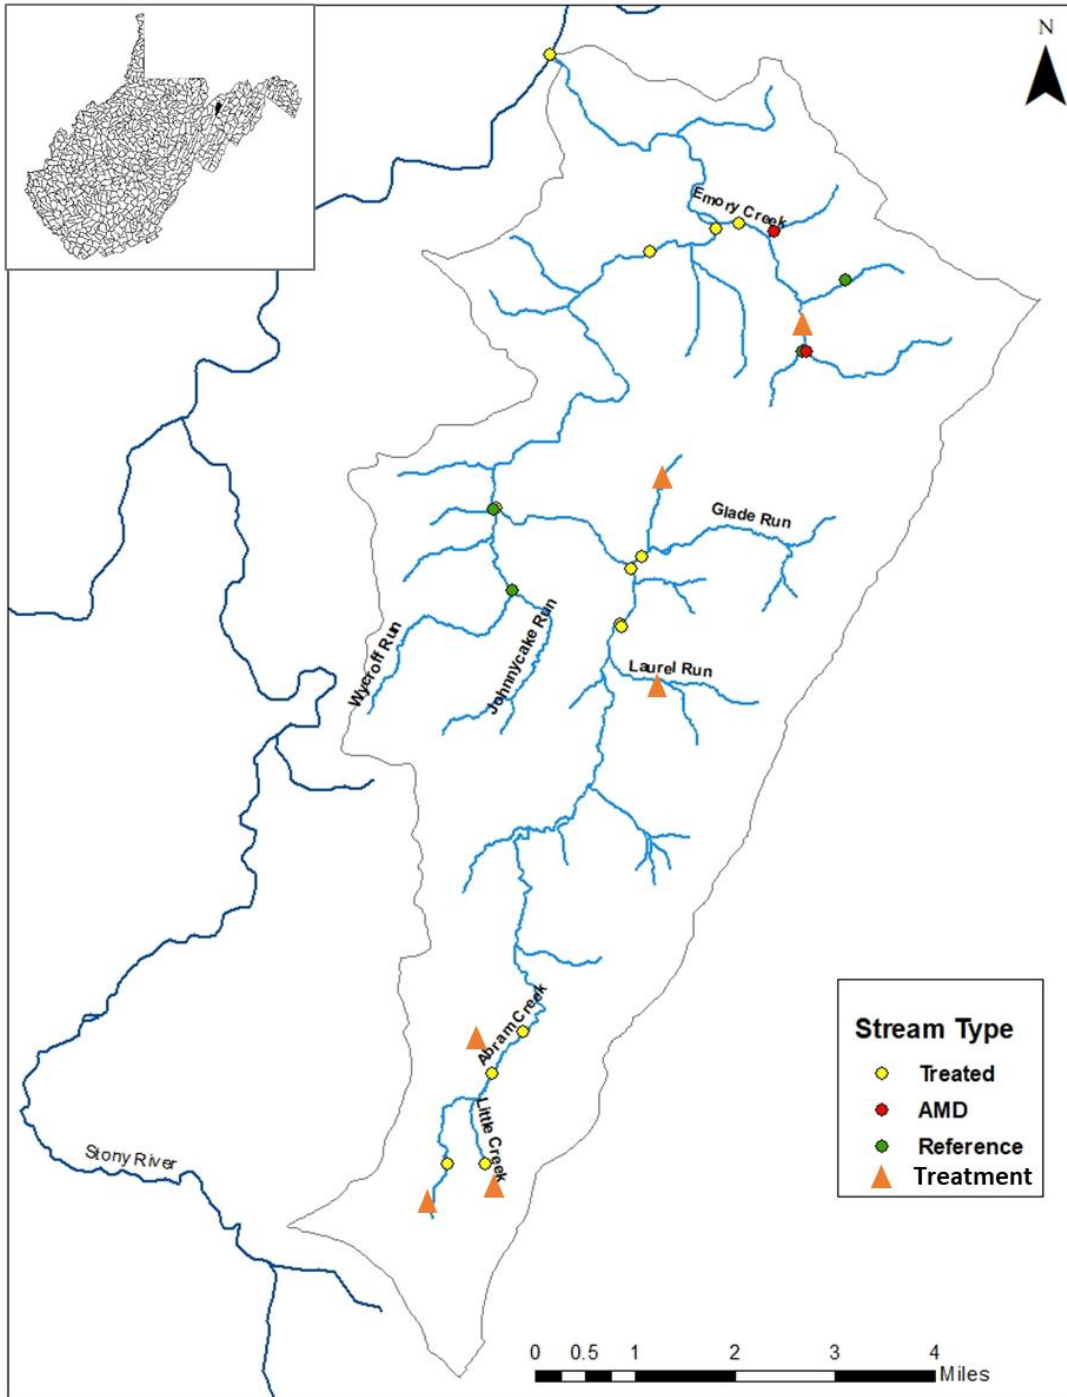 N
Emory Creek
Glade Run
Wycroff Run
Johnnycake Run
Laurel Run
Abram Creek
Little Creek
Stony River
Stream Type
Treated
AMD
Reference
Treatment
0 0.5 1 2 3 4
Miles